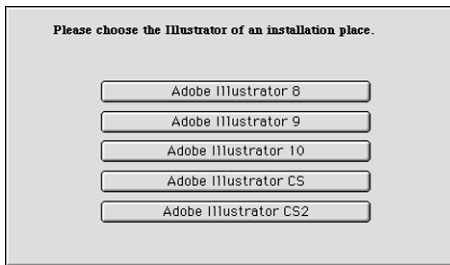 Please choose the Illustrator of an installation place.
Adobe Illustrator 8
Adobe Illustrator 9
Adobe Illustrator 10
Adobe Illustrator CS
Adobe Illustrator CS2